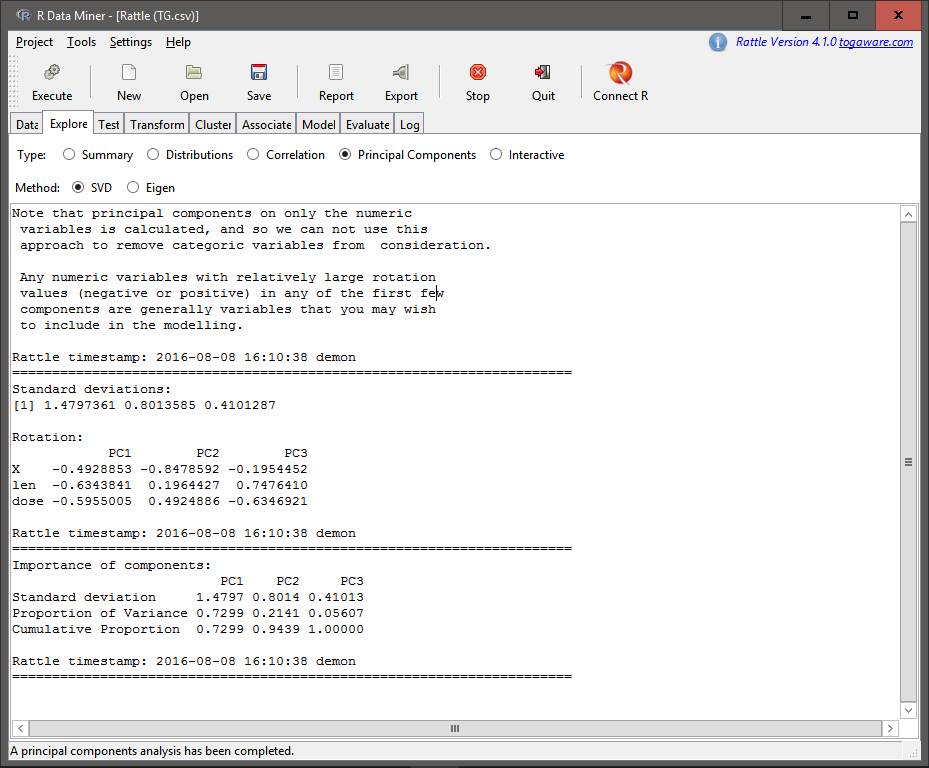 R Data Miner - [Rattle (TG.csv)]
Project Tools Settings Help
Rattle Version 4.1.0 togaware.com
Execute New Open Save Report Export Stop Quit Connect R
Data Explore Test Transform Cluster Associate Model Evaluate Log
Type: Summary Distributions Correlation Principal Components Interactive
Method: SVD Eigen
Note that principal components on only the numeric
variables is calculated, and so we can not use this
approach to remove categoric variables from  consideration.
Any numeric variables with relatively large rotation
values (negative or positive) in any of the first few
components are generally variables that you may wish
to include in the modelling.
Rattle timestamp: 2016-08-08 16:10:38 demon
======================================================================
Standard deviations:
[1] 1.4797361 0.8013585 0.4101287
Rotation:
            PC1        PC2        PC3
X    -0.4928853 -0.8478592 -0.1954452
len  -0.6343841  0.1964427  0.7476410
dose -0.5955005  0.4924886 -0.6346921
Rattle timestamp: 2016-08-08 16:10:38 demon
======================================================================
Importance of components:
                          PC1    PC2     PC3
Standard deviation     1.4797 0.8014 0.41013
Proportion of Variance 0.7299 0.2141 0.05607
Cumulative Proportion  0.7299 0.9439 1.00000
Rattle timestamp: 2016-08-08 16:10:38 demon
======================================================================
A principal components analysis has been completed.